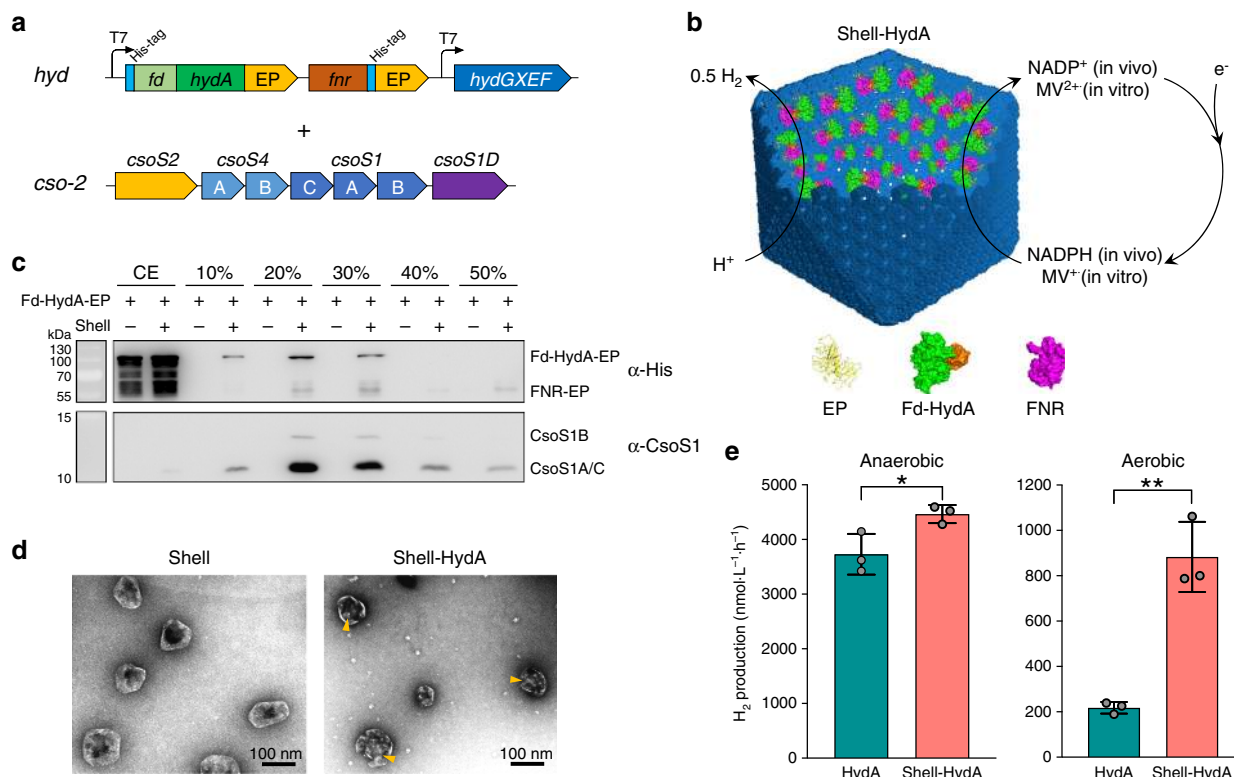 a
T7
His-tag
His-tag
T7
hyd
fd
hydA
EP
fnr
EP
hydGXEF
+
csoS2
csoS4
csoS1
csoS1D
cso-2
A
B
C
A
B
b
Shell-HydA
0.5 H₂
NADP⁺ (in vivo)
MV²⁺·(in vitro)
e⁻
H⁺
NADPH (in vivo)
MV⁺·(in vitro)
EP
Fd-HydA
FNR
c
CE 10% 20% 30% 40% 50%
Fd-HydA-EP + + + + + + + + + + + +
Shell − + − + − + − + − + − +
kDa
130
100
70
55
Fd-HydA-EP
FNR-EP
α-His
15
10
CsoS1B
CsoS1A/C
α-CsoS1
d
Shell
Shell-HydA
100 nm
100 nm
e
Anaerobic
Aerobic
H₂ production (nmol·L⁻¹·h⁻¹)
5000
4000
3000
2000
1000
0
*
HydA Shell-HydA
1200
1000
800
600
400
200
0
**
HydA Shell-HydA